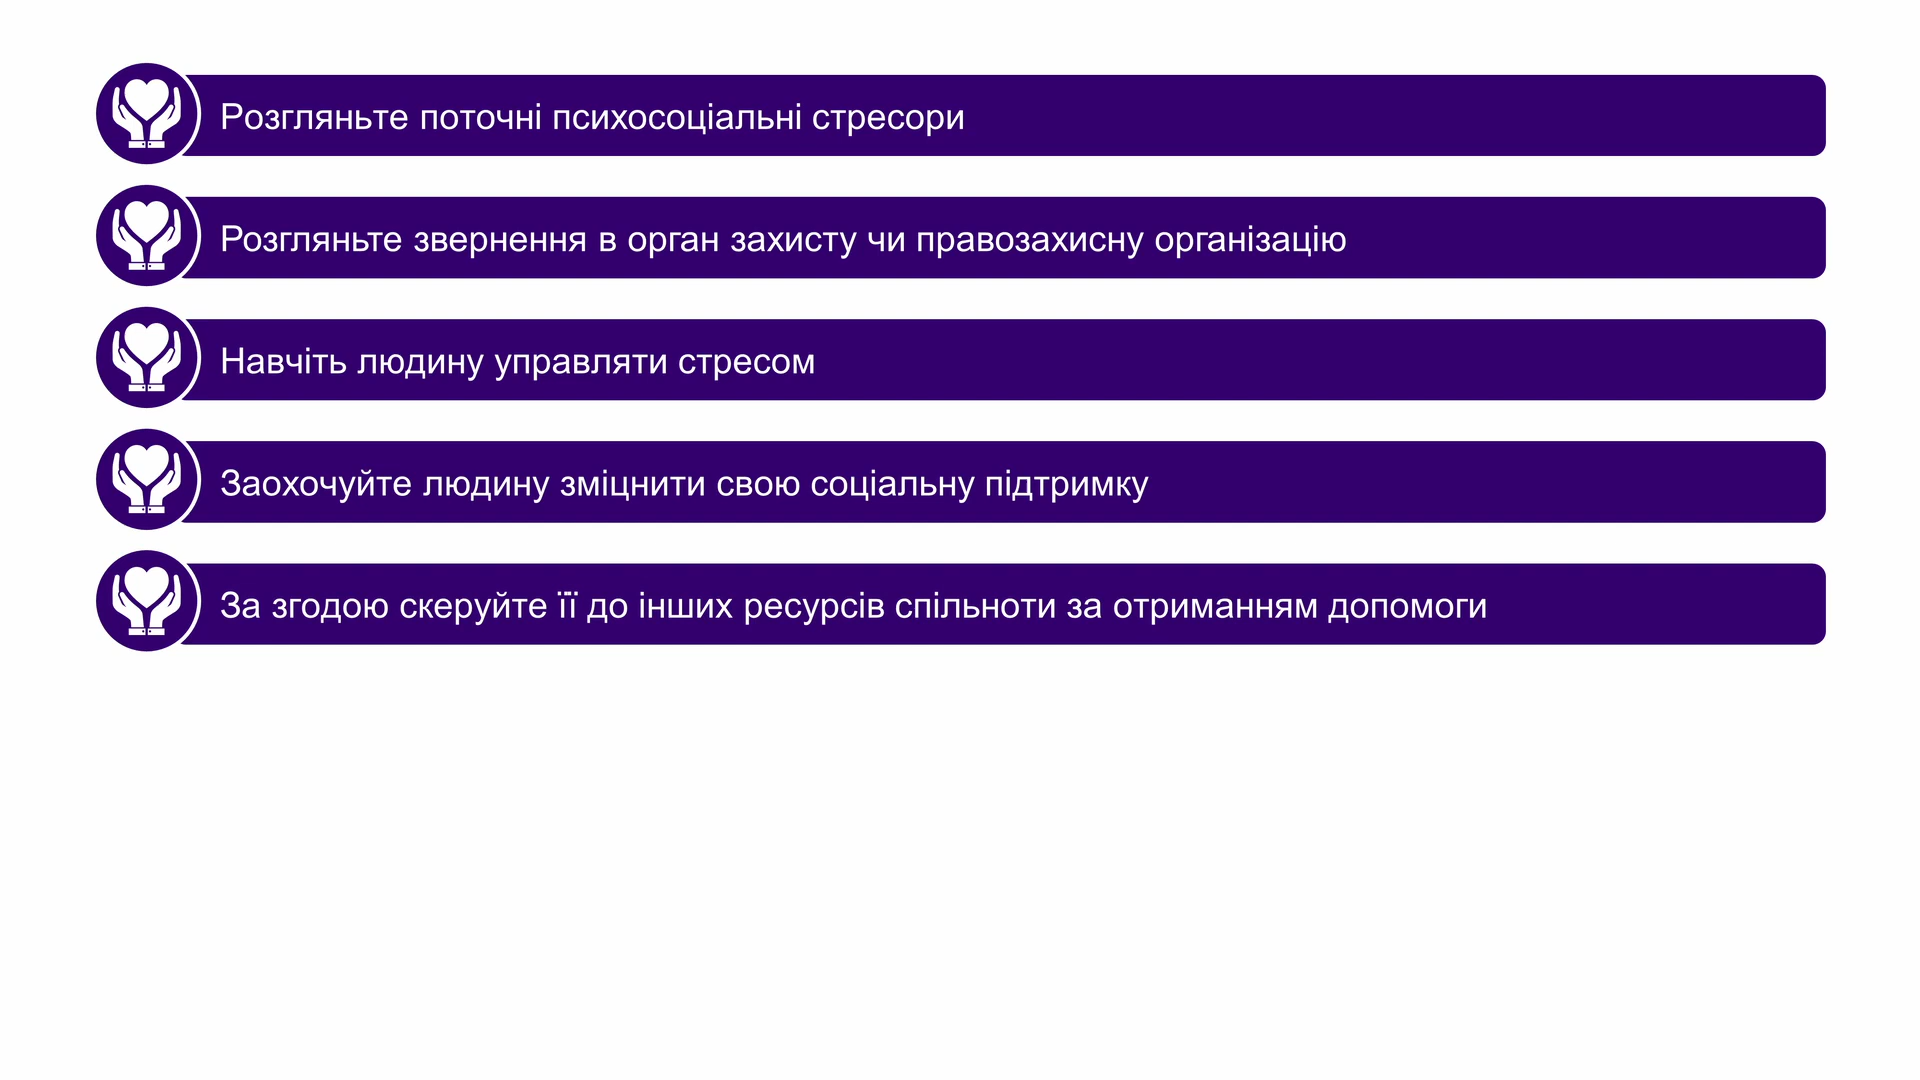 Розгляньте поточні психосоціальні стресори
Розгляньте звернення в орган захисту чи правозахисну організацію
Навчіть людину управляти стресом
Заохочуйте людину зміцнити свою соціальну підтримку
За згодою скеруйте її до інших ресурсів спільноти за отриманням допомоги